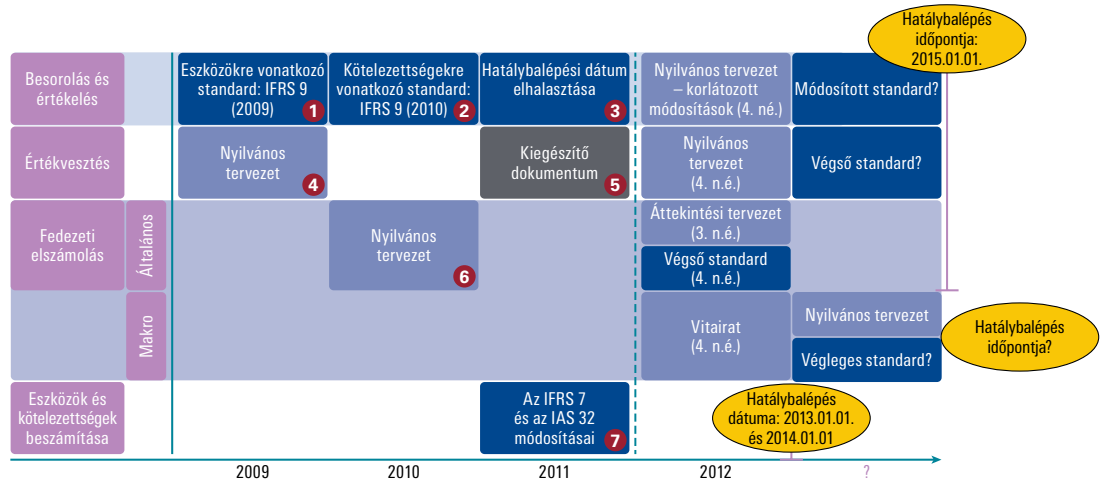 Hatálybalépés
időpontja:
2015.01.01.
Besorolás és
értékelés
Eszközökre vonatkozó
standard: IFRS 9
(2009)
1
Kötelezettségekre
vonatkozó standard:
IFRS 9 (2010)
2
Hatálybalépési dátum
elhalasztása
3
Nyilvános tervezet
– korlátozott
módosítások (4. né.)
Módosított standard?
Értékvesztés
Nyilvános
tervezet
4
Kiegészítő
dokumentum
5
Nyilvános
tervezet
(4. n.é.)
Végső standard?
Fedezeti
elszámolás
Általános
Nyilvános
tervezet
6
Áttekintési tervezet
(3. n.é.)
Végső standard
(4. n.é.)
Makro
Vitairat
(4. n.é.)
Nyilvános tervezet
Végleges standard?
Hatálybalépés
időpontja?
Eszközök és
kötelezettségek
beszámítása
Az IFRS 7
és az IAS 32
módosításai
7
Hatálybalépés
dátuma: 2013.01.01.
és 2014.01.01
2009
2010
2011
2012
?